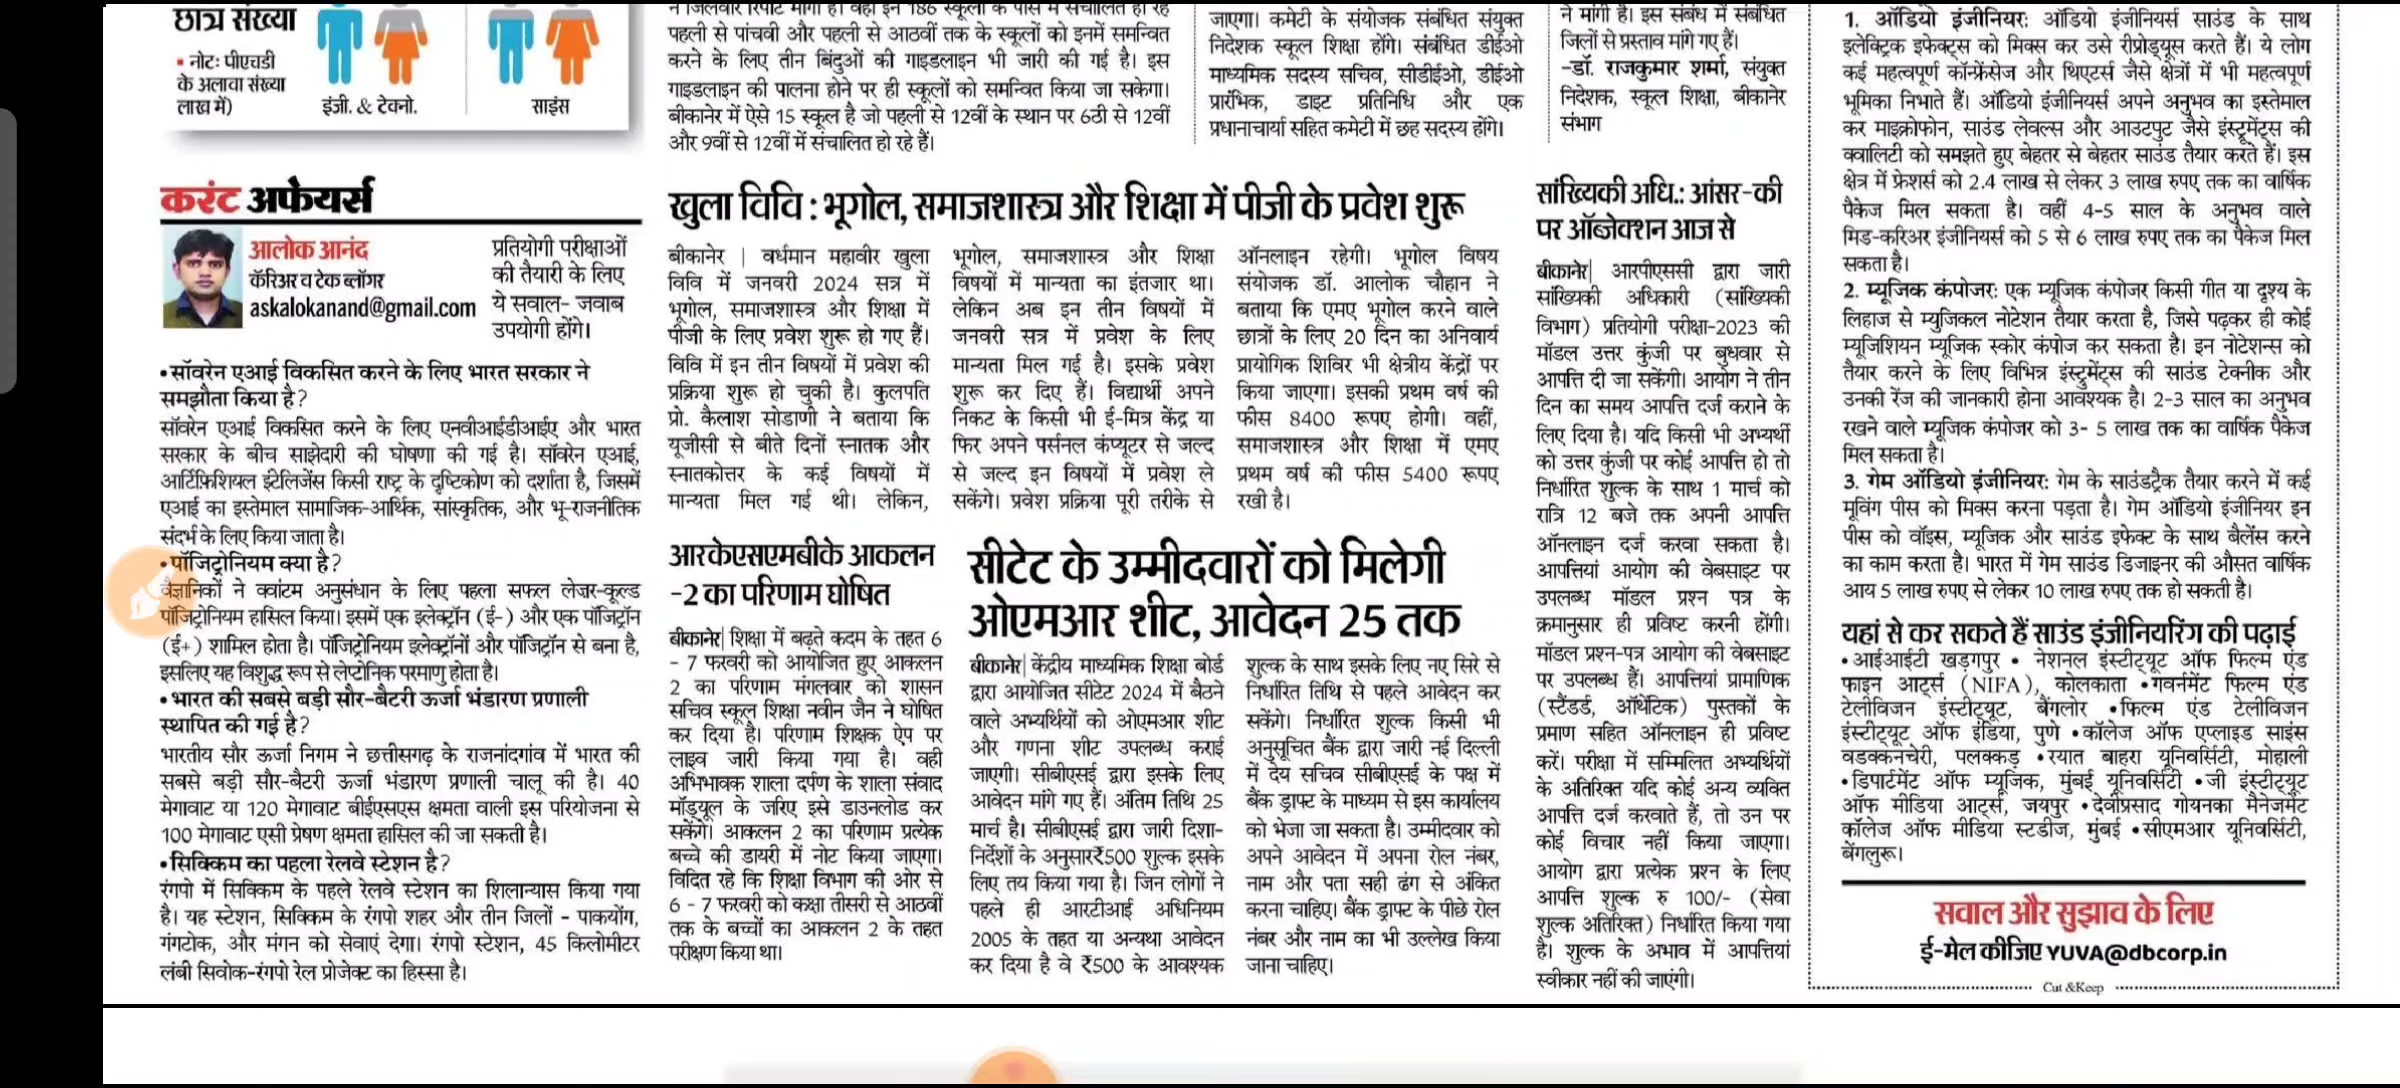 छात्र संख्या
▪ नोटः पीएचडी
के अलावा संख्या
लाख में)
इंजी. & टेक्नो.
साइंस
पहली से पांचवी और पहली से आठवीं तक के स्कूलों को इनमें समन्वित
करने के लिए तीन बिंदुओं की गाइडलाइन भी जारी की गई है। इस
गाइडलाइन की पालना होने पर ही स्कूलों को समन्वित किया जा सकेगा।
बीकानेर में ऐसे 15 स्कूल है जो पहली से 12वीं के स्थान पर 6ठी से 12वीं
और 9वीं से 12वीं में संचालित हो रहे हैं।
जाएगा। कमेटी के संयोजक संबंधित संयुक्त
निदेशक स्कूल शिक्षा होंगे। संबंधित डीईओ
माध्यमिक सदस्य सचिव, सीडीईओ, डीईओ
प्रारंभिक, डाइट प्रतिनिधि और एक
प्रधानाचार्या सहित कमेटी में छह सदस्य होंगे।
ने मांगी है। इस संबंध में संबंधित
जिलों से प्रस्ताव मांगे गए हैं।
-डॉ. राजकुमार शर्मा, संयुक्त
निदेशक, स्कूल शिक्षा, बीकानेर
संभाग
करंट अफेयर्स
आलोक आनंद
कॅरिअर व टेक ब्लॉगर
askalokanand@gmail.com
प्रतियोगी परीक्षाओं
की तैयारी के लिए
ये सवाल- जवाब
उपयोगी होंगे।
•सॉवरेन एआई विकसित करने के लिए भारत सरकार ने
समझौता किया है?
सॉवरेन एआई विकसित करने के लिए एनवीआईडीआईए और भारत
सरकार के बीच साझेदारी की घोषणा की गई है। सॉवरेन एआई,
आर्टिफिशियल इंटेलिजेंस किसी राष्ट्र के दृष्टिकोण को दर्शाता है, जिसमें
एआई का इस्तेमाल सामाजिक-आर्थिक, सांस्कृतिक, और भू-राजनीतिक
संदर्भ के लिए किया जाता है।
•पॉजिट्रोनियम क्या है?
वैज्ञानिकों ने क्वांटम अनुसंधान के लिए पहला सफल लेजर-कूल्ड
पॉजिट्रोनियम हासिल किया। इसमें एक इलेक्ट्रॉन (ई-) और एक पॉजिट्रॉन
(ई+) शामिल होता है। पॉजिट्रोनियम इलेक्ट्रॉनों और पॉजिट्रॉन से बना है,
इसलिए यह विशुद्ध रूप से लेप्टोनिक परमाणु होता है।
•भारत की सबसे बड़ी सौर-बैटरी ऊर्जा भंडारण प्रणाली
स्थापित की गई है?
भारतीय सौर ऊर्जा निगम ने छत्तीसगढ़ के राजनांदगांव में भारत की
सबसे बड़ी सौर-बैटरी ऊर्जा भंडारण प्रणाली चालू की है। 40
मेगावाट या 120 मेगावाट बीईएसएस क्षमता वाली इस परियोजना से
100 मेगावाट एसी प्रेषण क्षमता हासिल की जा सकती है।
•सिक्किम का पहला रेलवे स्टेशन है?
रंगपो में सिक्किम के पहले रेलवे स्टेशन का शिलान्यास किया गया
है। यह स्टेशन, सिक्किम के रंगपो शहर और तीन जिलों - पाकयोंग,
गंगटोक, और मंगन को सेवाएं देगा। रंगपो स्टेशन, 45 किलोमीटर
लंबी सिवोक-रंगपो रेल प्रोजेक्ट का हिस्सा है।
खुला विवि : भूगोल, समाजशास्त्र और शिक्षा में पीजी के प्रवेश शुरू
बीकानेर | वर्धमान महावीर खुला
विवि में जनवरी 2024 सत्र में
भूगोल, समाजशास्त्र और शिक्षा में
पीजी के लिए प्रवेश शुरू हो गए हैं।
विवि में इन तीन विषयों में प्रवेश की
प्रक्रिया शुरू हो चुकी है। कुलपति
प्रो. कैलाश सोडाणी ने बताया कि
यूजीसी से बीते दिनों स्नातक और
स्नातकोत्तर के कई विषयों में
मान्यता मिल गई थी। लेकिन,
भूगोल, समाजशास्त्र और शिक्षा
विषयों में मान्यता का इंतजार था।
लेकिन अब इन तीन विषयों में
जनवरी सत्र में प्रवेश के लिए
मान्यता मिल गई है। इसके प्रवेश
शुरू कर दिए हैं। विद्यार्थी अपने
निकट के किसी भी ई-मित्र केंद्र या
फिर अपने पर्सनल कंप्यूटर से जल्द
से जल्द इन विषयों में प्रवेश ले
सकेंगे। प्रवेश प्रक्रिया पूरी तरीके से
ऑनलाइन रहेगी। भूगोल विषय
संयोजक डॉ. आलोक चौहान ने
बताया कि एमए भूगोल करने वाले
छात्रों के लिए 20 दिन का अनिवार्य
प्रायोगिक शिविर भी क्षेत्रीय केंद्रों पर
किया जाएगा। इसकी प्रथम वर्ष की
फीस 8400 रूपए होगी। वहीं,
समाजशास्त्र और शिक्षा में एमए
प्रथम वर्ष की फीस 5400 रूपए
रखी है।
आरकेएसएमबीके आकलन
-2 का परिणाम घोषित
बीकानेर| शिक्षा में बढ़ते कदम के तहत 6
- 7 फरवरी को आयोजित हुए आकलन
2 का परिणाम मंगलवार को शासन
सचिव स्कूल शिक्षा नवीन जैन ने घोषित
कर दिया है। परिणाम शिक्षक ऐप पर
लाइव जारी किया गया है। वही
अभिभावक शाला दर्पण के शाला संवाद
मॉड्यूल के जरिए इसे डाउनलोड कर
सकेंगे। आकलन 2 का परिणाम प्रत्येक
बच्चे की डायरी में नोट किया जाएगा।
विदित रहे कि शिक्षा विभाग की ओर से
6 - 7 फरवरी को कक्षा तीसरी से आठवीं
तक के बच्चों का आकलन 2 के तहत
परीक्षण किया था।
सीटेट के उम्मीदवारों को मिलेगी
ओएमआर शीट, आवेदन 25 तक
बीकानेर| केंद्रीय माध्यमिक शिक्षा बोर्ड
द्वारा आयोजित सीटेट 2024 में बैठने
वाले अभ्यर्थियों को ओएमआर शीट
और गणना शीट उपलब्ध कराई
जाएगी। सीबीएसई द्वारा इसके लिए
आवेदन मांगे गए हैं। अंतिम तिथि 25
मार्च है। सीबीएसई द्वारा जारी दिशा-
निर्देशों के अनुसार₹500 शुल्क इसके
लिए तय किया गया है। जिन लोगों ने
पहले ही आरटीआई अधिनियम
2005 के तहत या अन्यथा आवेदन
कर दिया है वे ₹500 के आवश्यक
शुल्क के साथ इसके लिए नए सिरे से
निर्धारित तिथि से पहले आवेदन कर
सकेंगे। निर्धारित शुल्क किसी भी
अनुसूचित बैंक द्वारा जारी नई दिल्ली
में देय सचिव सीबीएसई के पक्ष में
बैंक ड्राफ्ट के माध्यम से इस कार्यालय
को भेजा जा सकता है। उम्मीदवार को
अपने आवेदन में अपना रोल नंबर,
नाम और पता सही ढंग से अंकित
करना चाहिए। बैंक ड्राफ्ट के पीछे रोल
नंबर और नाम का भी उल्लेख किया
जाना चाहिए।
सांख्यिकी अधि.: आंसर-की
पर ऑब्जेक्शन आज से
बीकानेर| आरपीएससी द्वारा जारी
सांख्यिकी अधिकारी (सांख्यिकी
विभाग) प्रतियोगी परीक्षा-2023 की
मॉडल उत्तर कुंजी पर बुधवार से
आपत्ति दी जा सकेंगी। आयोग ने तीन
दिन का समय आपत्ति दर्ज कराने के
लिए दिया है। यदि किसी भी अभ्यर्थी
को उत्तर कुंजी पर कोई आपत्ति हो तो
निर्धारित शुल्क के साथ 1 मार्च को
रात्रि 12 बजे तक अपनी आपत्ति
ऑनलाइन दर्ज करवा सकता है।
आपत्तियां आयोग की वेबसाइट पर
उपलब्ध मॉडल प्रश्न पत्र के
क्रमानुसार ही प्रविष्ट करनी होंगी।
मॉडल प्रश्न-पत्र आयोग की वेबसाइट
पर उपलब्ध हैं। आपत्तियां प्रामाणिक
(स्टैंडर्ड, ऑथेंटिक) पुस्तकों के
प्रमाण सहित ऑनलाइन ही प्रविष्ट
करें। परीक्षा में सम्मिलित अभ्यर्थियों
के अतिरिक्त यदि कोई अन्य व्यक्ति
आपत्ति दर्ज करवाते हैं, तो उन पर
कोई विचार नहीं किया जाएगा।
आयोग द्वारा प्रत्येक प्रश्न के लिए
आपत्ति शुल्क रु 100/- (सेवा
शुल्क अतिरिक्त) निर्धारित किया गया
है। शुल्क के अभाव में आपत्तियां
स्वीकार नहीं की जाएंगी।
1. ऑडियो इंजीनियर: ऑडियो इंजीनियर्स साउंड के साथ
इलेक्ट्रिक इफेक्ट्स को मिक्स कर उसे रीप्रोड्यूस करते हैं। ये लोग
कई महत्वपूर्ण कॉन्फ्रेंसेज और थिएटर्स जैसे क्षेत्रों में भी महत्वपूर्ण
भूमिका निभाते हैं। ऑडियो इंजीनियर्स अपने अनुभव का इस्तेमाल
कर माइक्रोफोन, साउंड लेवल्स और आउटपुट जैसे इंस्ट्रूमेंट्स की
क्वालिटी को समझते हुए बेहतर से बेहतर साउंड तैयार करते हैं। इस
क्षेत्र में फ्रेशर्स को 2.4 लाख से लेकर 3 लाख रुपए तक का वार्षिक
पैकेज मिल सकता है। वहीं 4-5 साल के अनुभव वाले
मिड-करिअर इंजीनियर्स को 5 से 6 लाख रुपए तक का पैकेज मिल
सकता है।
2. म्यूजिक कंपोजर: एक म्यूजिक कंपोजर किसी गीत या दृश्य के
लिहाज से म्युजिकल नोटेशन तैयार करता है, जिसे पढ़कर ही कोई
म्यूजिशियन म्यूजिक स्कोर कंपोज कर सकता है। इन नोटेशन्स को
तैयार करने के लिए विभिन्न इंस्ट्रुमेंट्स की साउंड टेक्नीक और
उनकी रेंज की जानकारी होना आवश्यक है। 2-3 साल का अनुभव
रखने वाले म्यूजिक कंपोजर को 3- 5 लाख तक का वार्षिक पैकेज
मिल सकता है।
3. गेम ऑडियो इंजीनियर: गेम के साउंडट्रैक तैयार करने में कई
मूविंग पीस को मिक्स करना पड़ता है। गेम ऑडियो इंजीनियर इन
पीस को वॉइस, म्यूजिक और साउंड इफेक्ट के साथ बैलेंस करने
का काम करता है। भारत में गेम साउंड डिजाइनर की औसत वार्षिक
आय 5 लाख रुपए से लेकर 10 लाख रुपए तक हो सकती है।
यहां से कर सकते हैं साउंड इंजीनियरिंग की पढ़ाई
•आईआईटी खड़गपुर • नेशनल इंस्टीट्यूट ऑफ फिल्म एंड
फाइन आर्ट्स (NIFA), कोलकाता •गवर्नमेंट फिल्म एंड
टेलीविजन इंस्टीट्यूट, बैंगलोर •फिल्म एंड टेलीविजन
इंस्टीट्यूट ऑफ इंडिया, पुणे •कॉलेज ऑफ एप्लाइड साइंस
वडक्कनचेरी, पलक्कड़ •रयात बाहरा यूनिवर्सिटी, मोहाली
•डिपार्टमेंट ऑफ म्यूजिक, मुंबई यूनिवर्सिटी •जी इंस्टीट्यूट
ऑफ मीडिया आर्ट्स, जयपुर •देवीप्रसाद गोयनका मैनेजमेंट
कॉलेज ऑफ मीडिया स्टडीज, मुंबई •सीएमआर यूनिवर्सिटी,
बेंगलुरू।
सवाल और सुझाव के लिए
ई-मेल कीजिए YUVA@dbcorp.in
Cut &Keep